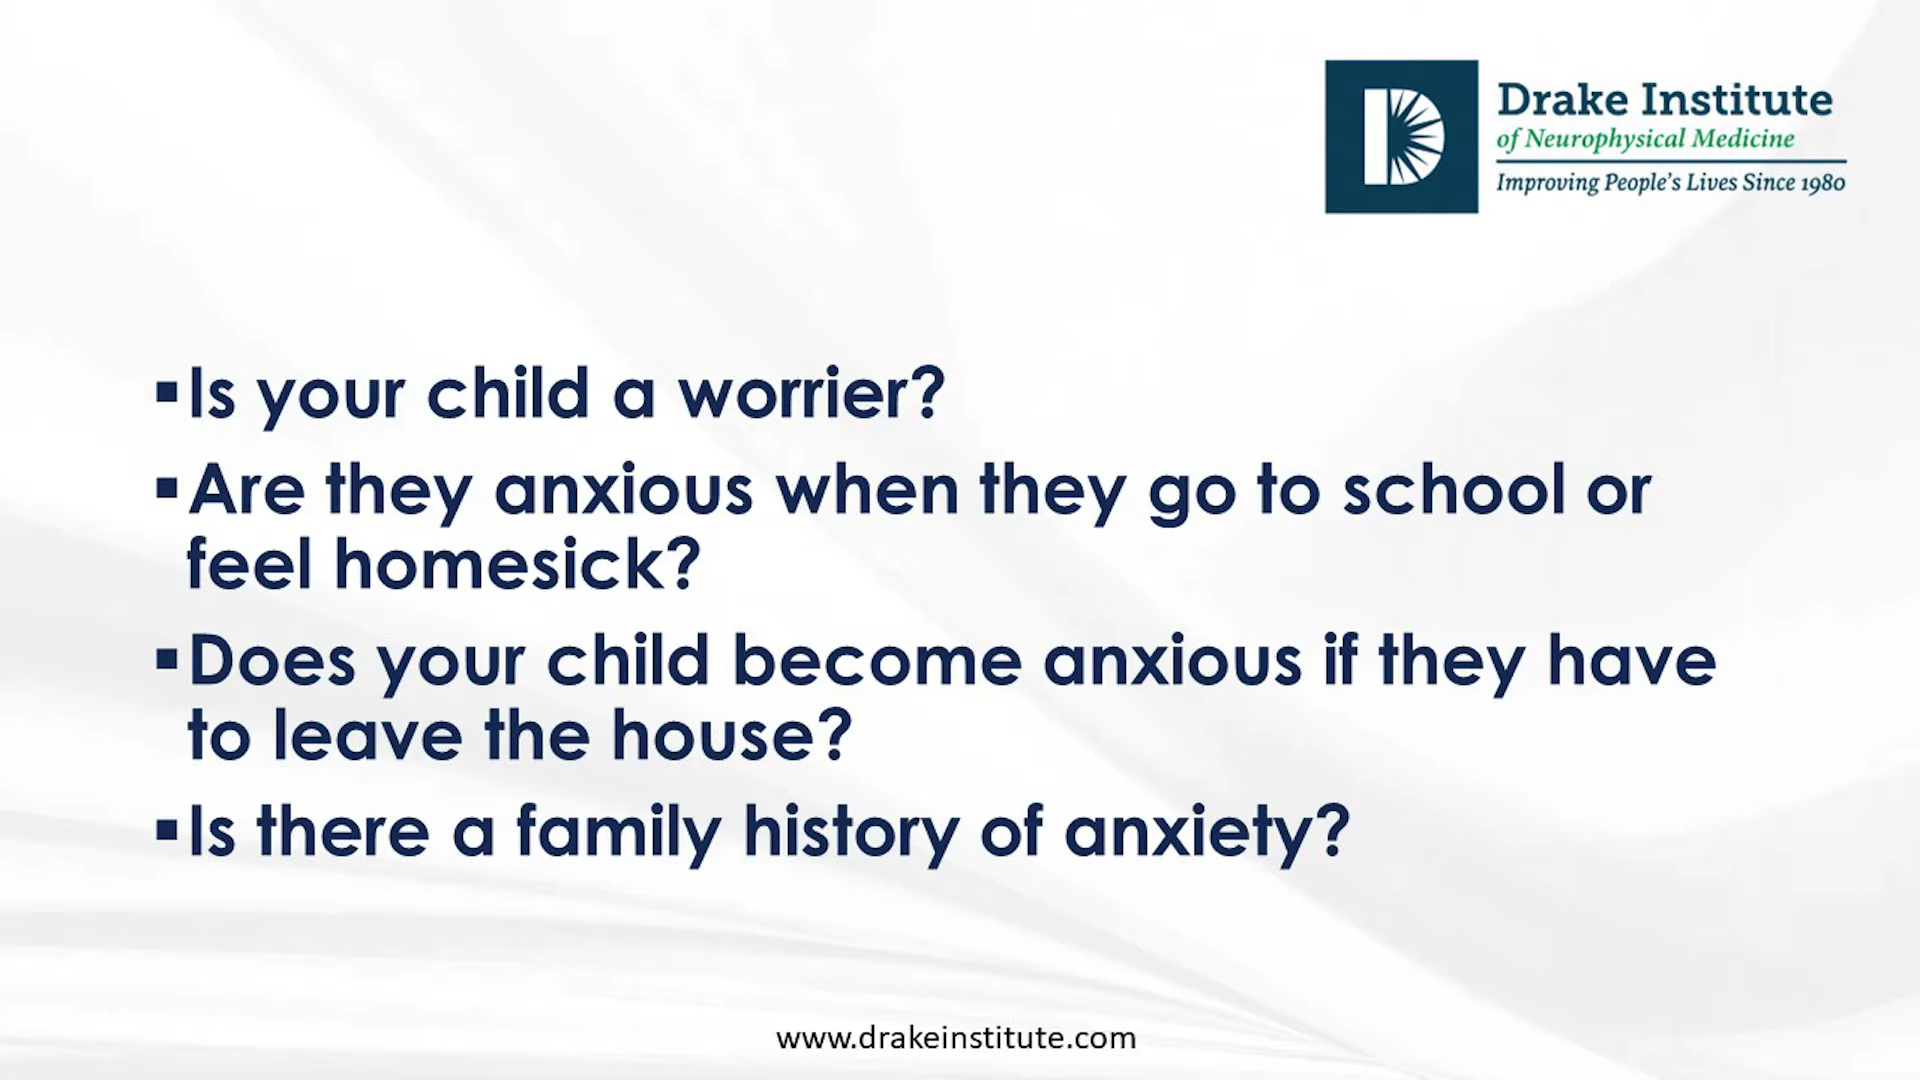 Drake Institute
of Neurophysical Medicine
Improving People's Lives Since 1980
▪Is your child a worrier?
▪Are they anxious when they go to school or
feel homesick?
▪Does your child become anxious if they have
to leave the house?
▪Is there a family history of anxiety?
www.drakeinstitute.com